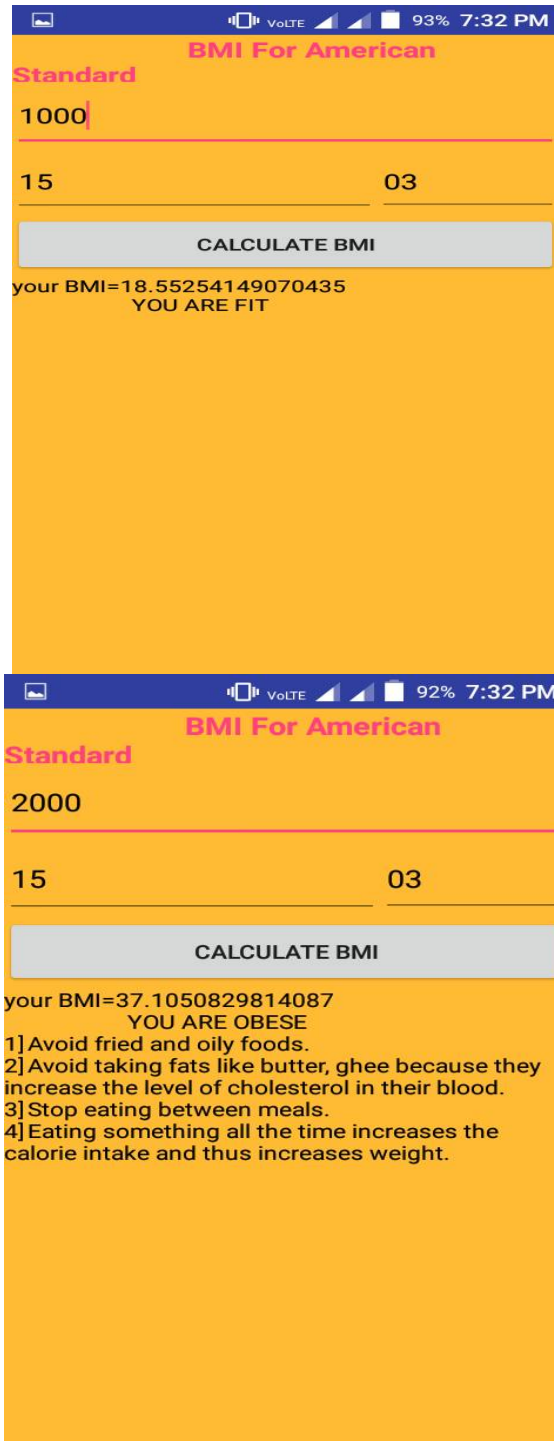 VoLTE 93% 7:32 PM
BMI For American
Standard
1000
15 03
CALCULATE BMI
your BMI=18.55254149070435
YOU ARE FIT
VoLTE 92% 7:32 PM
BMI For American
Standard
2000
15 03
CALCULATE BMI
your BMI=37.1050829814087
YOU ARE OBESE
1]Avoid fried and oily foods.
2]Avoid taking fats like butter, ghee because they
increase the level of cholesterol in their blood.
3]Stop eating between meals.
4]Eating something all the time increases the
calorie intake and thus increases weight.